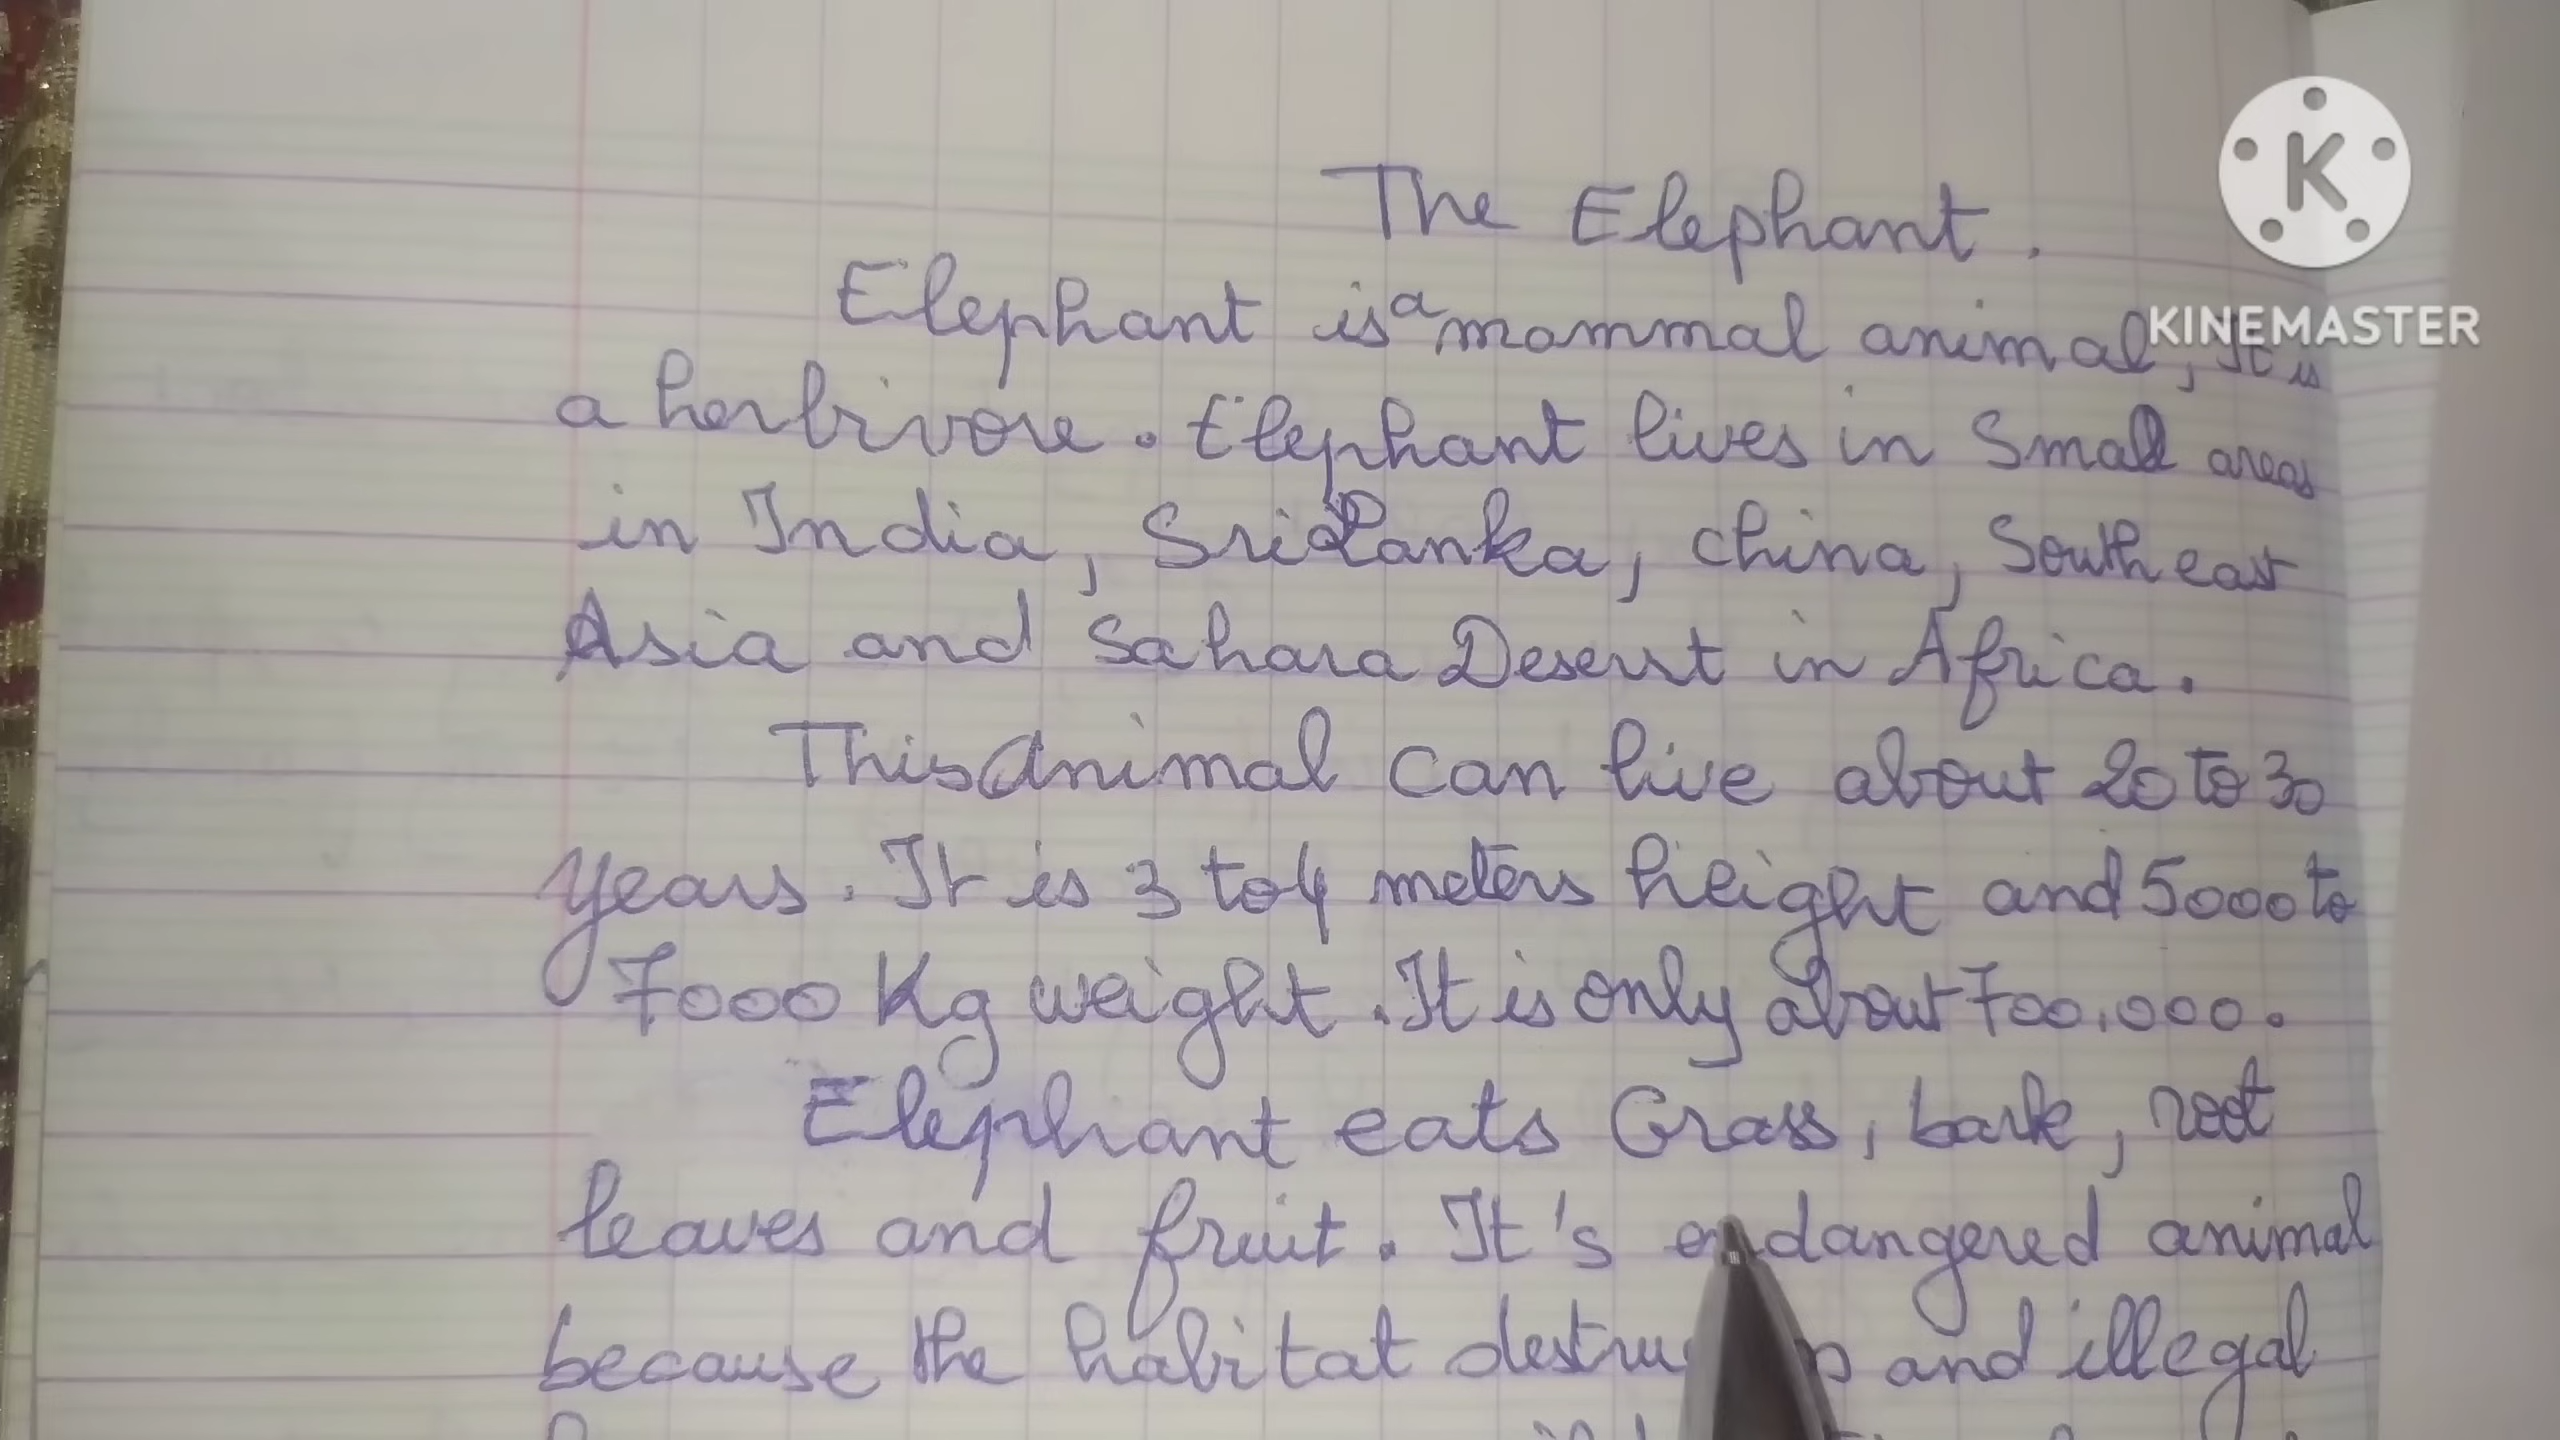 The Elephant.
Elephant is a mammal animal, It is
a herbivore. Elephant lives in Small areas
in India, Sri Lanka, China, South east
Asia and Sahara Desert in Africa.
This Animal can live about 20 to 30
years. It is 3 to 4 meters height and 5000 to
7000 Kg weight. It is only about 700.000.
Elephant eats Grass, bark, root
leaves and fruit. It's endangered animal
because the habitat and illegal
K
KINEMASTER